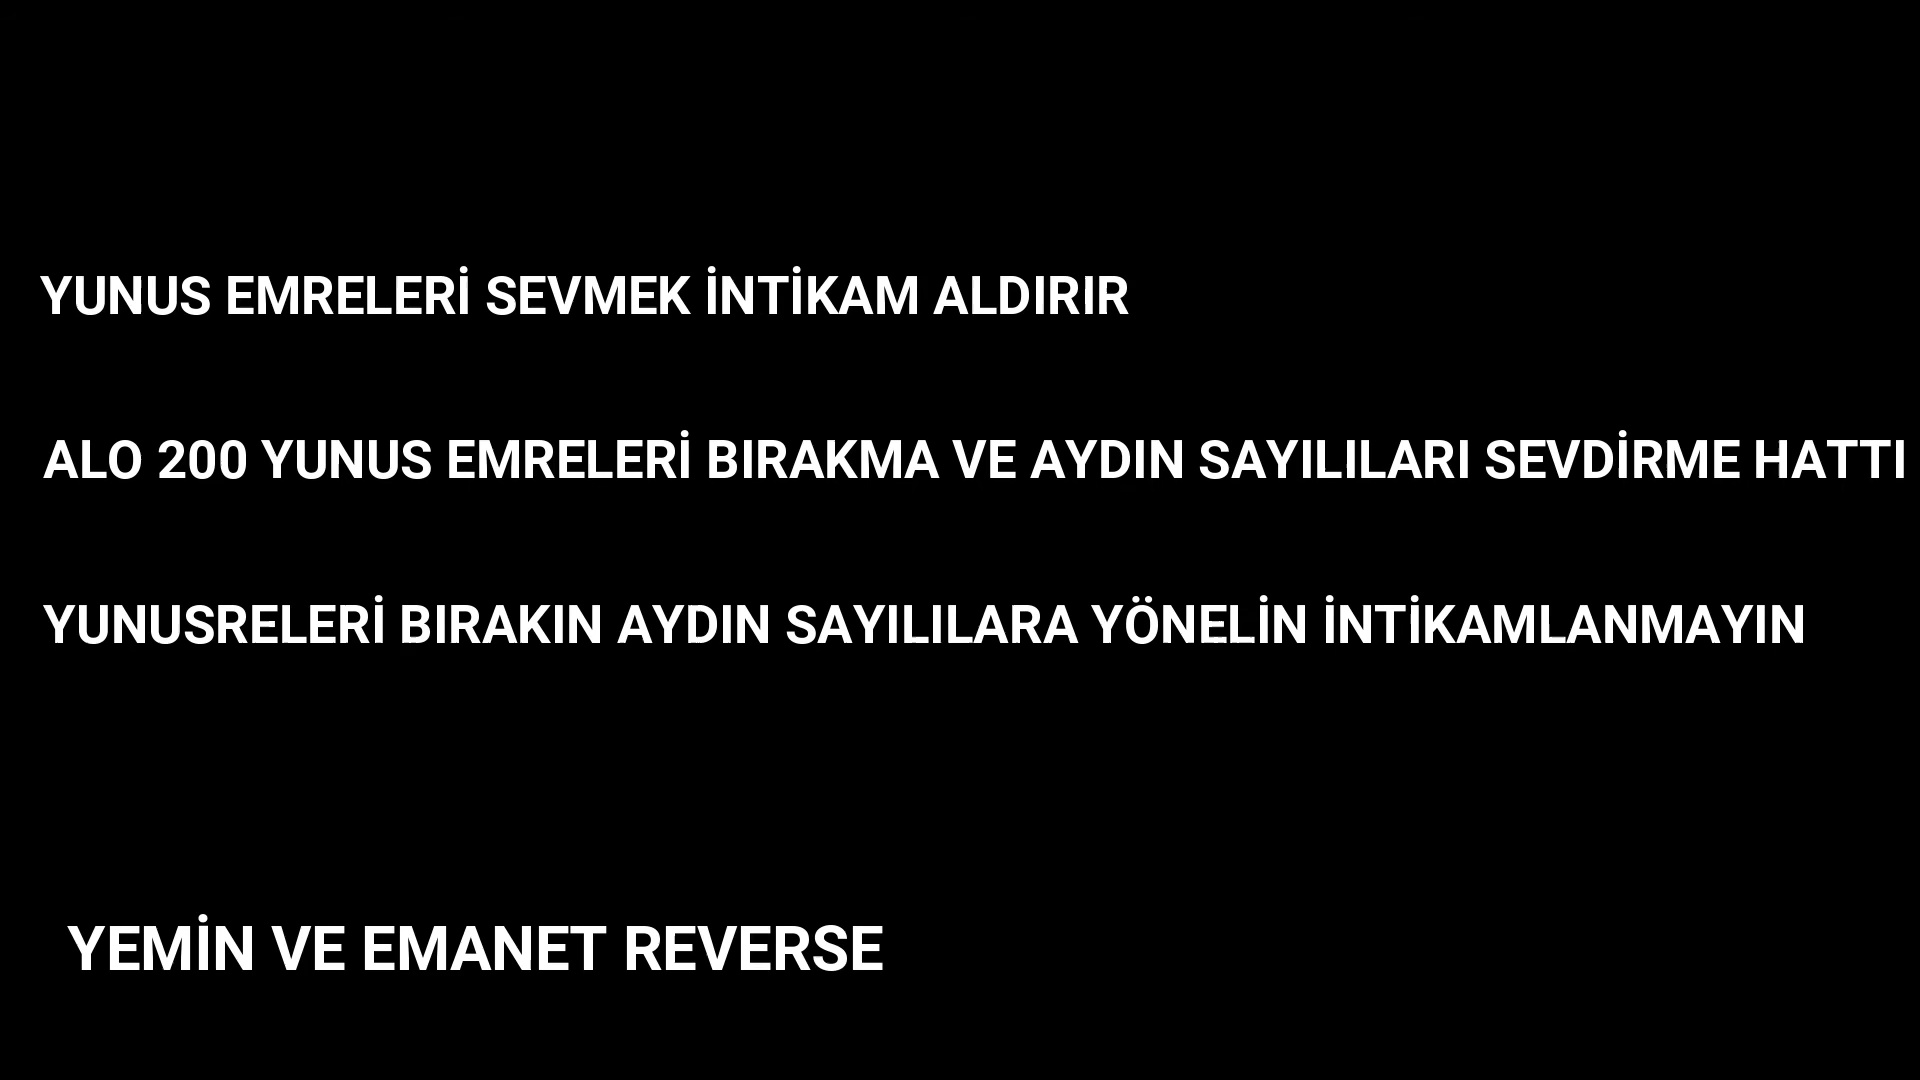 YUNUS EMRELERİ SEVMEK İNTİKAM ALDIRIR
ALO 200 YUNUS EMRELERİ BIRAKMA VE AYDIN SAYILILARI SEVDİRME HATTI
YUNUSRELERİ BIRAKIN AYDIN SAYILILARA YÖNELİN İNTİKAMLANMAYIN
YEMİN VE EMANET REVERSE